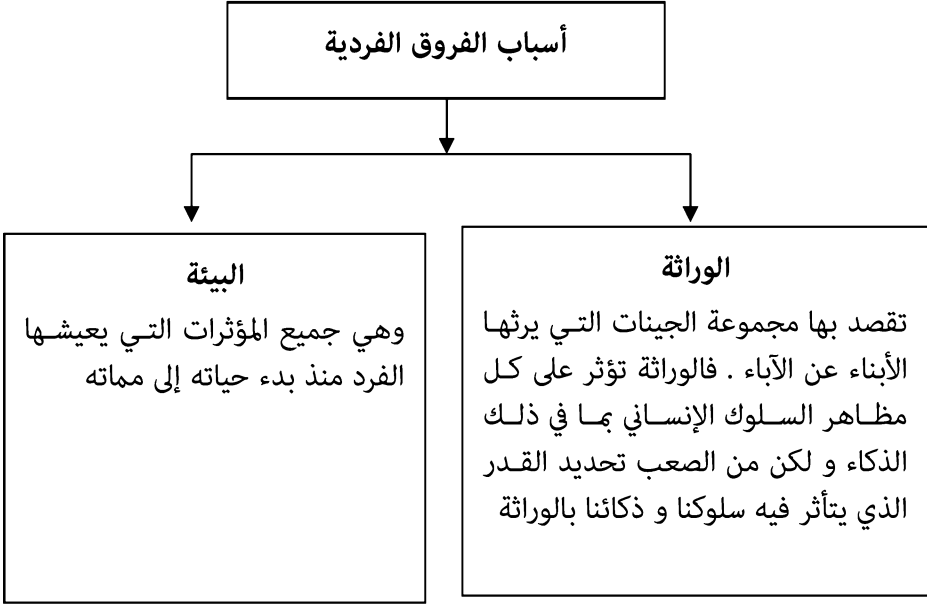 أسباب الفروق الفردية
الوراثة
تقصد بها مجموعة الجينات التي يرثها
الأبناء عن الآباء . فالوراثة تؤثر على كل
مظاهر السلوك الإنساني بما في ذلك
الذكاء و لكن من الصعب تحديد القدر
الذي يتأثر فيه سلوكنا و ذكائنا بالوراثة
البيئة
وهي جميع المؤثرات التي يعيشها
الفرد منذ بدء حياته إلى مماته